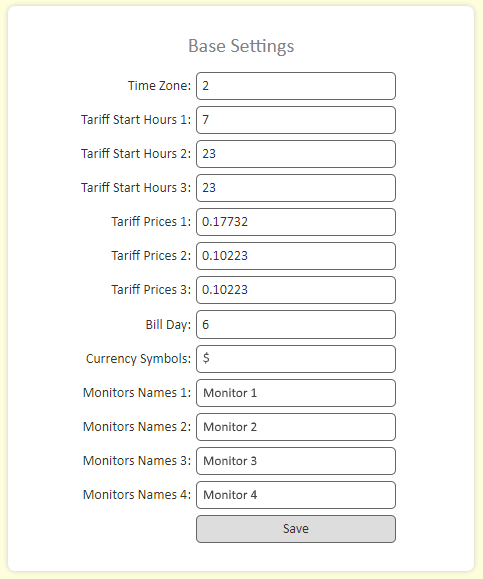 Base Settings
Time Zone: 2
Tariff Start Hours 1: 7
Tariff Start Hours 2: 23
Tariff Start Hours 3: 23
Tariff Prices 1: 0.17732
Tariff Prices 2: 0.10223
Tariff Prices 3: 0.10223
Bill Day: 6
Currency Symbols: $
Monitors Names 1: Monitor 1
Monitors Names 2: Monitor 2
Monitors Names 3: Monitor 3
Monitors Names 4: Monitor 4
Save